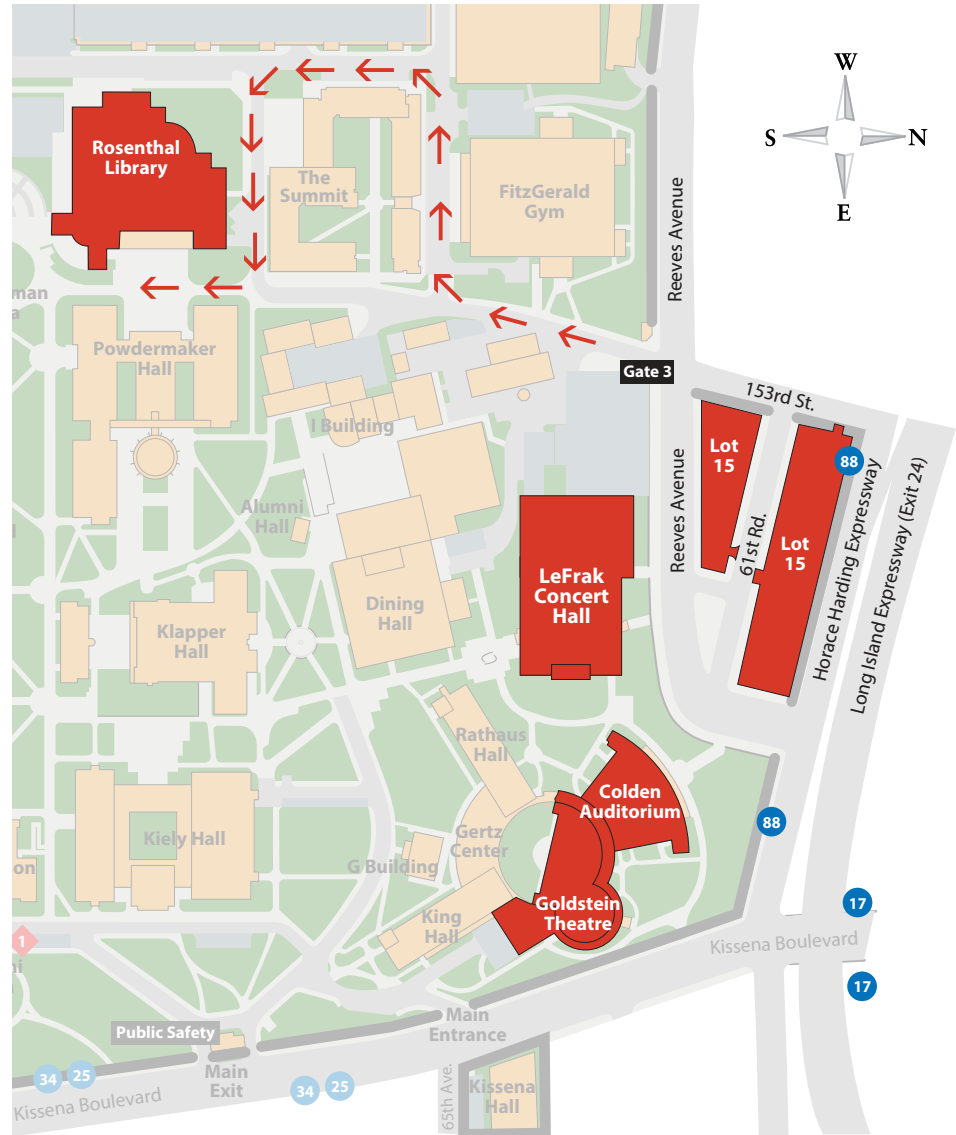 W
S
N
E
Rosenthal
Library
The
Summit
FitzGerald
Gym
Reeves Avenue
man
a
Powdermaker
Hall
Gate 3
153rd St.
I Building
Lot
15
88
Reeves Avenue
61st Rd.
Lot
15
Horace Harding Expressway
Long Island Expressway (Exit 24)
Alumni
Hall
LeFrak
Concert
Hall
Dining
Hall
Klapper
Hall
Rathaus
Hall
Colden
Auditorium
88
Kiely Hall
Gertz
Center
G Building
on
King
Hall
Goldstein
Theatre
17
Kissena Boulevard
1
ni
17
Public Safety
Main
Entrance
Main
Exit
34
25
34
25
Kissena Boulevard
65th Ave.
Kissena
Hall